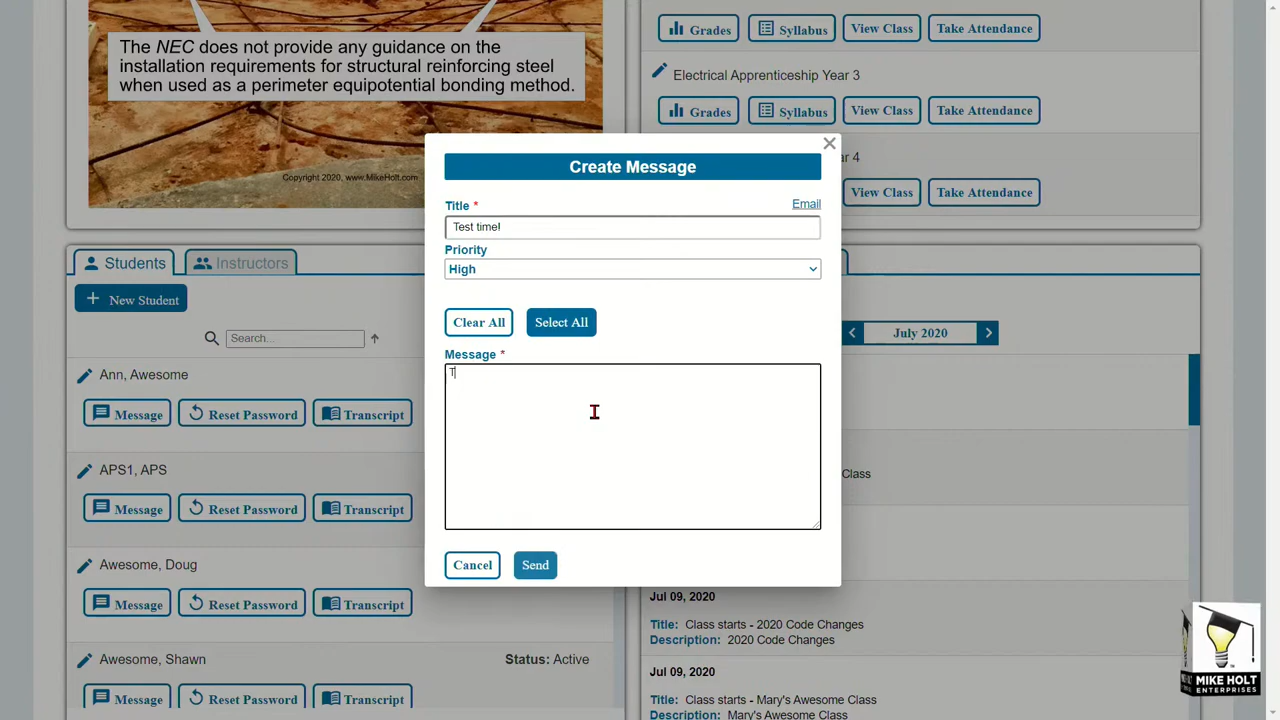 The NEC does not provide any guidance on the
installation requirements for structural reinforcing steel
when used as a perimeter equipotential bonding method.
Copyright 2020, www.MikeHolt.com
Grades
Syllabus
View Class
Take Attendance
Electrical Apprenticeship Year 3
Grades
Syllabus
View Class
Take Attendance
ar 4
View Class
Take Attendance
Create Message
Title *
Email
Test time!
Priority
High
Clear All
Select All
Message *
T
Cancel
Send
Students
Instructors
New Student
Search...
Ann, Awesome
Message
Reset Password
Transcript
APS1, APS
Message
Reset Password
Transcript
Awesome, Doug
Message
Reset Password
Transcript
Awesome, Shawn
Status: Active
Message
Reset Password
Transcript
July 2020
Class
Jul 09, 2020
Title: Class starts - 2020 Code Changes
Description: 2020 Code Changes
Jul 09, 2020
Title: Class starts - Mary's Awesome Class
Description: Mary's Awesome Class
MIKE HOLT
ENTERPRISES